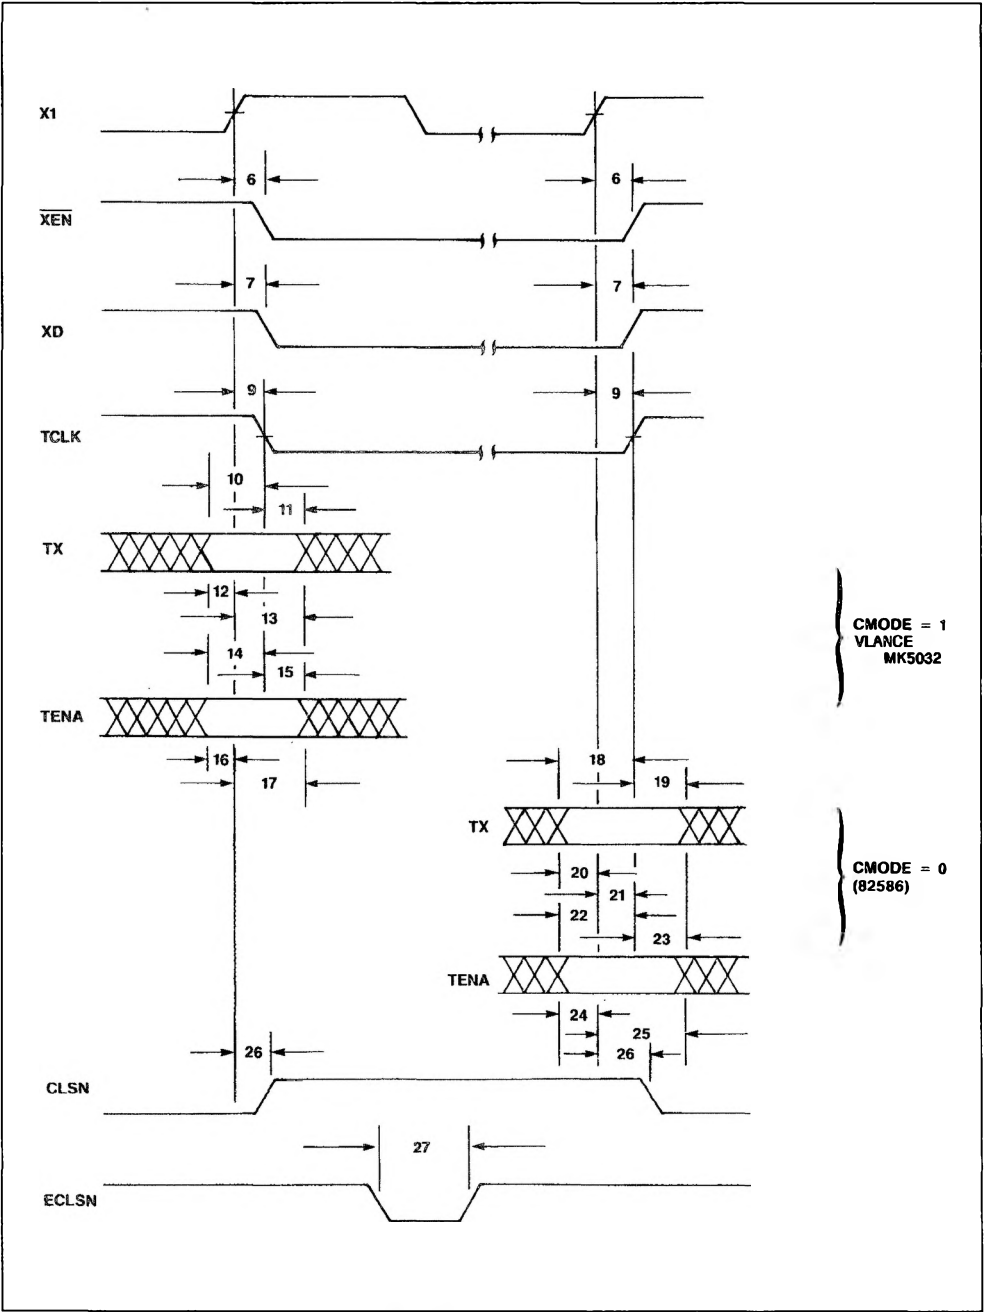 X1
6 6
XEN
7 7
XD
9 9
TCLK
10
11
TX
12
13
CMODE = 1
VLANCE
MK5032
14
15
TENA
16
17
18
19
TX
20
21
22
23
CMODE = 0
(82586)
TENA
24
25
26 26
CLSN
27
ECLSN